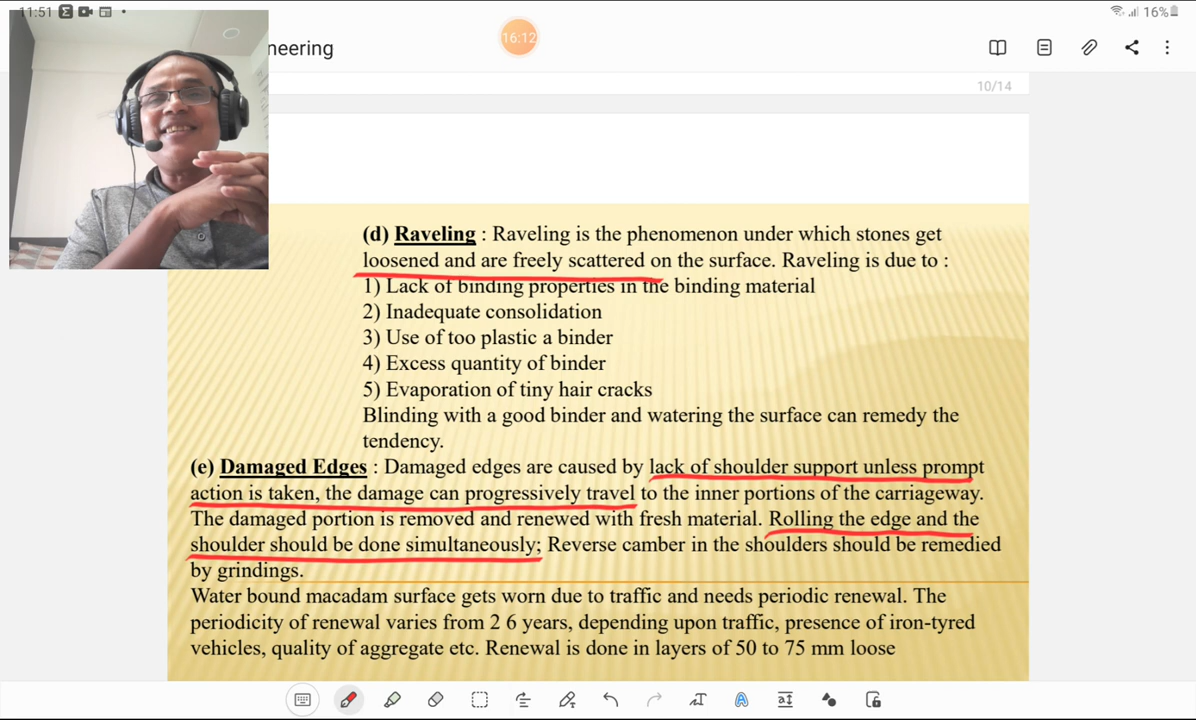 11:51
16%
neering
16:12
10/14
(d) Raveling : Raveling is the phenomenon under which stones get
loosened and are freely scattered on the surface. Raveling is due to :
1) Lack of binding properties in the binding material
2) Inadequate consolidation
3) Use of too plastic a binder
4) Excess quantity of binder
5) Evaporation of tiny hair cracks
Blinding with a good binder and watering the surface can remedy the
tendency.
(e) Damaged Edges : Damaged edges are caused by lack of shoulder support unless prompt
action is taken, the damage can progressively travel to the inner portions of the carriageway.
The damaged portion is removed and renewed with fresh material. Rolling the edge and the
shoulder should be done simultaneously; Reverse camber in the shoulders should be remedied
by grindings.
Water bound macadam surface gets worn due to traffic and needs periodic renewal. The
periodicity of renewal varies from 2 6 years, depending upon traffic, presence of iron-tyred
vehicles, quality of aggregate etc. Renewal is done in layers of 50 to 75 mm loose